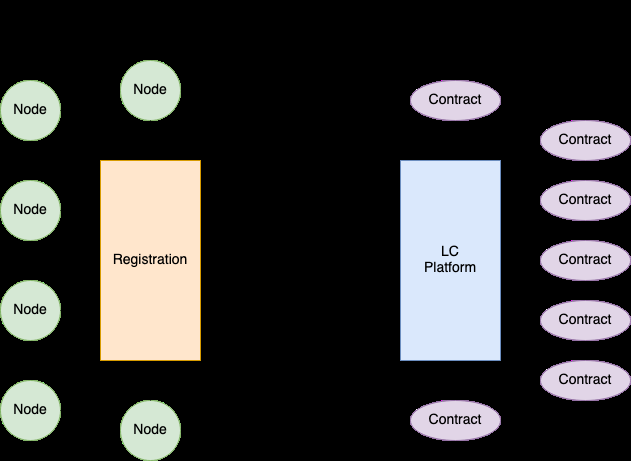 Node
Contract
Node
Contract
Contract
Node
Registration
LC
Platform
Contract
Node
Contract
Contract
Node
Contract
Node